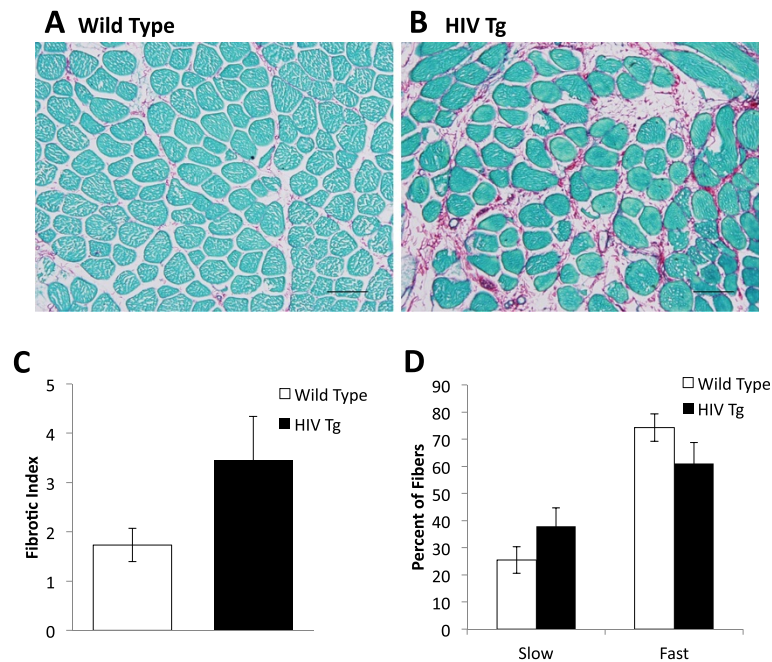 A Wild Type
B HIV Tg
C
Fibrotic Index
5
4
3
2
1
0
Wild Type
HIV Tg
D
Percent of Fibers
90
80
70
60
50
40
30
20
10
0
Wild Type
HIV Tg
Slow Fast